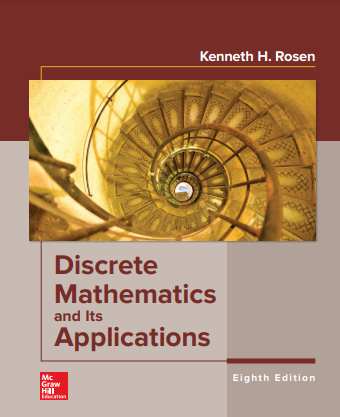 Kenneth H. Rosen
Discrete
Mathematics
and Its
Applications
Eighth Edition
Mc
Graw
Hill
Education